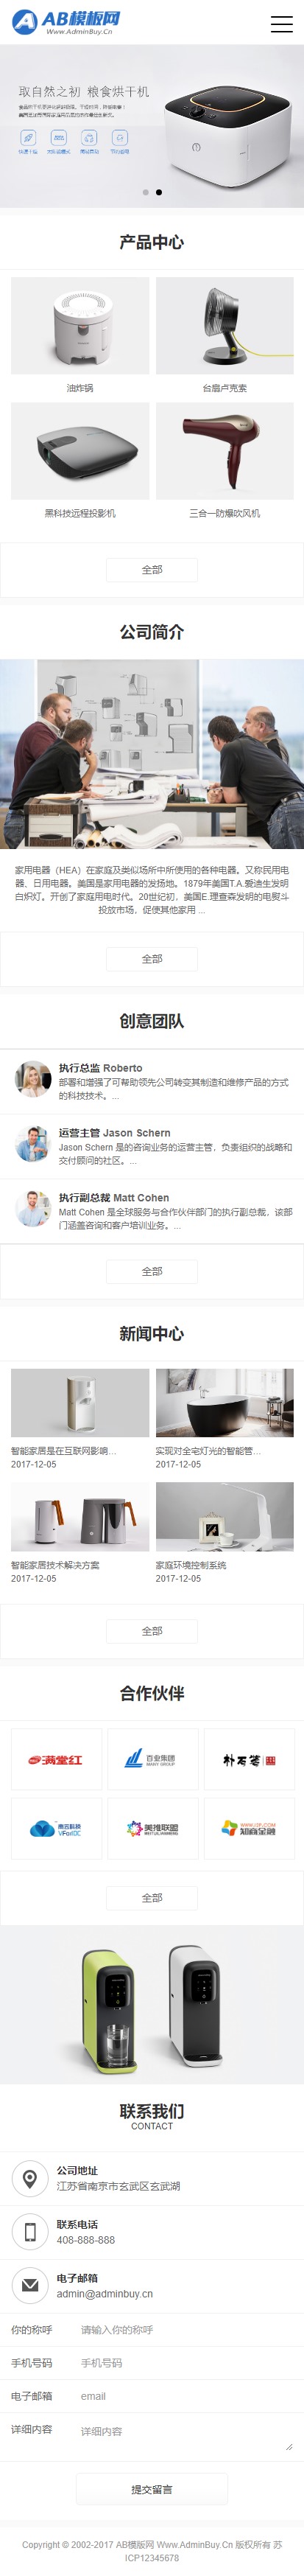 AB模板网
Www.AdminBuy.Cn
取自然之初 粮食烘干机
产品中心
油炸锅
台扇卢克索
黑科技远程投影机
三合一防爆吹风机
全部
公司简介
家用电器（HEA）在家庭及类似场所中所使用的各种电器。又称民用电
器、日用电器。美国是家用电器的发扬地。1879年美国T.A.爱迪生发明
白炽灯。开创了家庭用电时代。20世纪初，美国E.理查森发明的电熨斗
投放市场，促使其他家用 ...
全部
创意团队
执行总监 Roberto
部署和增强了可帮助领先公司转变其制造和维修产品的方式
的科技技术。...
运营主管 Jason Schern
Jason Schern 是的咨询业务的运营主管，负责组织的战略和
交付顾问的社区。...
执行副总裁 Matt Cohen
Matt Cohen 是全球服务与合作伙伴部门的执行副总裁，该部
门涵盖咨询和客户培训业务。...
全部
新闻中心
智能家居是在互联网影响...
2017-12-05
实现对全宅灯光的智能管...
2017-12-05
智能家居技术解决方案
2017-12-05
家庭环境控制系统
2017-12-05
全部
合作伙伴
满堂红
百业集团
MANY GROUP
美推联盟
知商金融
全部
联系我们
CONTACT
公司地址
江苏省南京市玄武区玄武湖
联系电话
408-888-888
电子邮箱
admin@adminbuy.cn
你的称呼
请输入你的称呼
手机号码
手机号码
电子邮箱
email
详细内容
详细内容
提交留言
Copyright © 2002-2017 AB模版网 Www.AdminBuy.Cn 版权所有 苏
ICP12345678